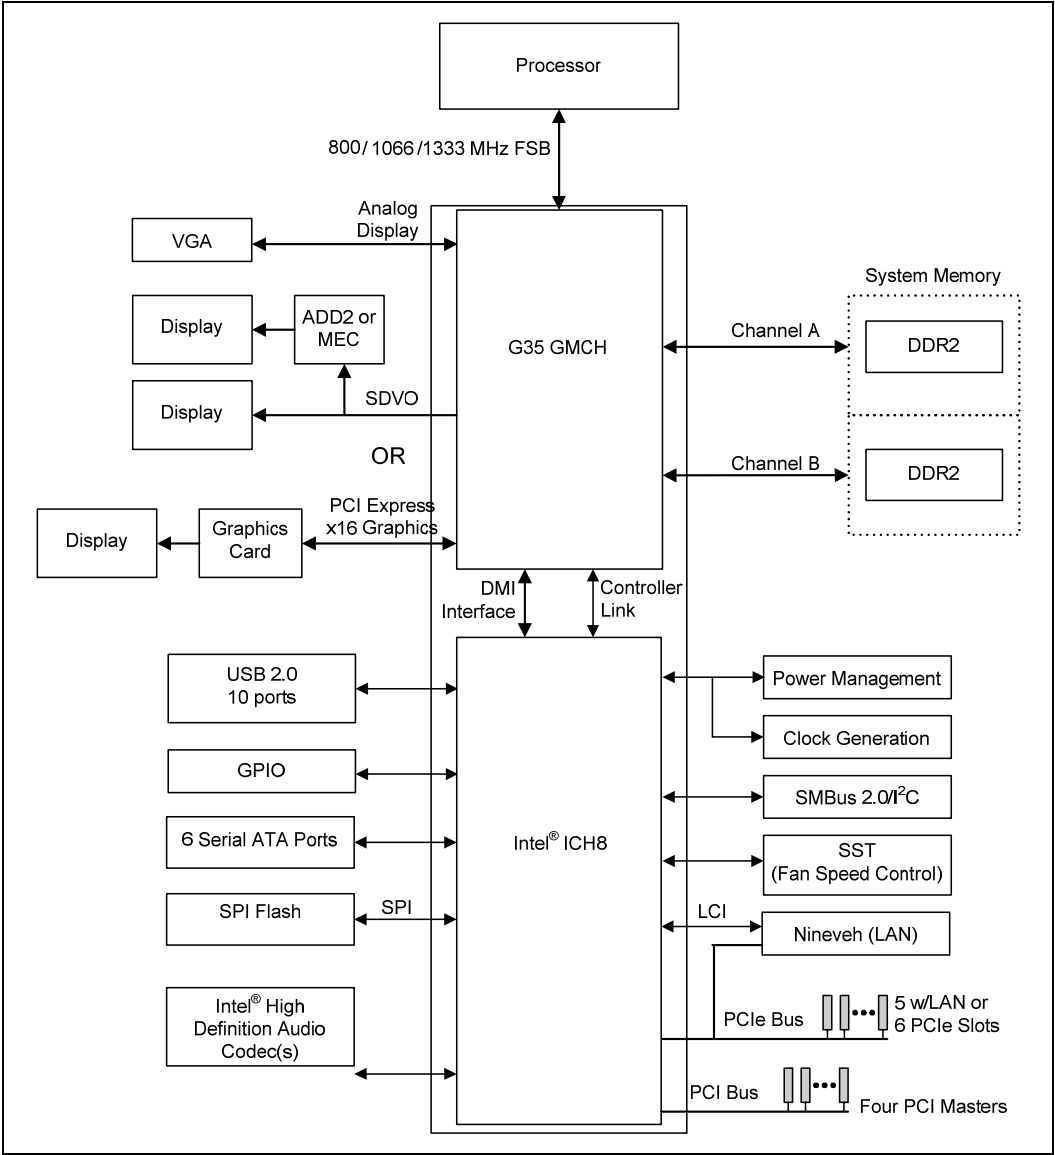 Processor
800/1066/1333 MHz FSB
Analog
Display
VGA
System Memory
Display
ADD2 or
MEC
G35 GMCH
Channel A
DDR2
Display
SDVO
OR
Channel B
DDR2
PCI Express
x16 Graphics
Display
Graphics
Card
DMI
Interface
Controller
Link
USB 2.0
10 ports
Power Management
Clock Generation
GPIO
SMBus 2.0/I²C
6 Serial ATA Ports
Intel® ICH8
SST
(Fan Speed Control)
SPI Flash
SPI
LCI
Nineveh (LAN)
Intel® High
Definition Audio
Codec(s)
PCIe Bus
5 w/LAN or
6 PCIe Slots
PCI Bus
Four PCI Masters